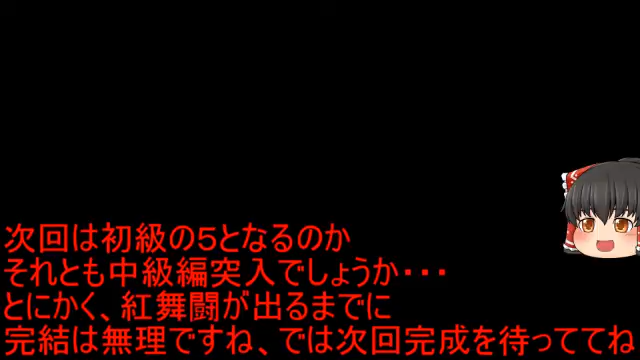 次回は初級の5となるのか
それとも中級編突入でしょうか・・・
とにかく、紅舞闘が出るまでに
完結は無理ですね、では次回完成を待っててね